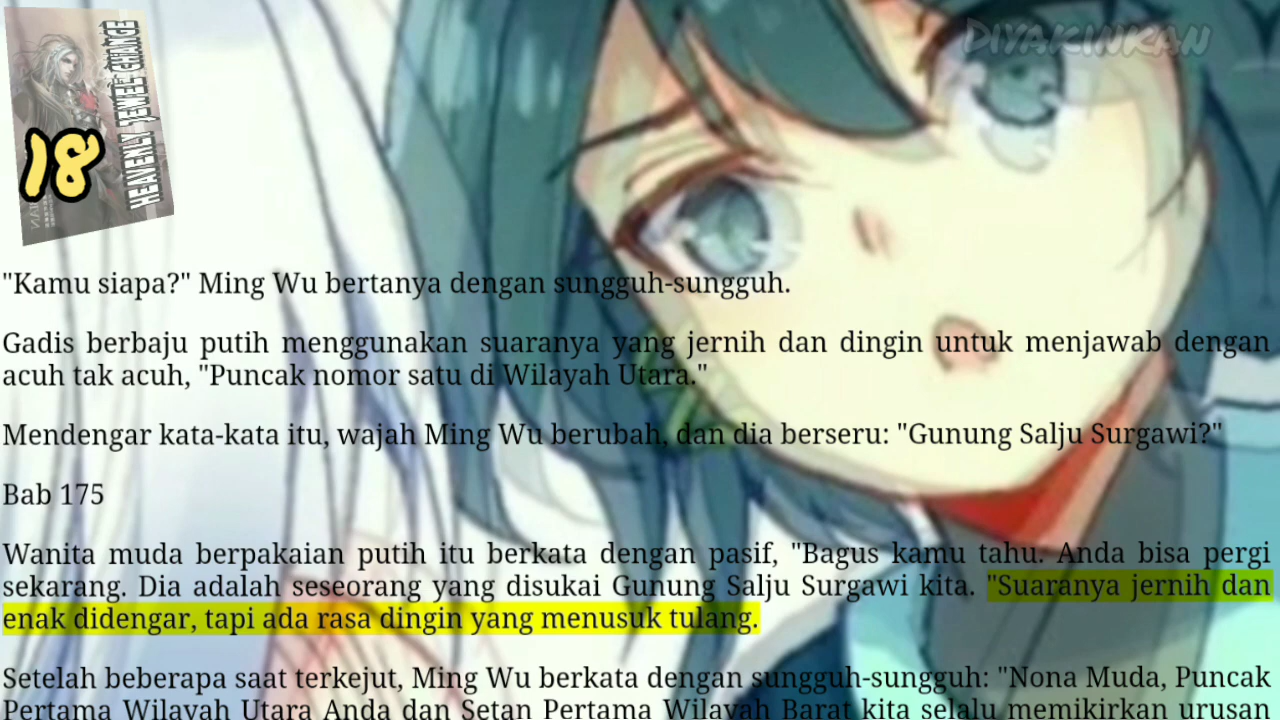 HEAVENLY JEWEL CHANGE
18
Diyakinkan
"Kamu siapa?" Ming Wu bertanya dengan sungguh-sungguh.
Gadis berbaju putih menggunakan suaranya yang jernih dan dingin untuk menjawab dengan
acuh tak acuh, "Puncak nomor satu di Wilayah Utara."
Mendengar kata-kata itu, wajah Ming Wu berubah, dan dia berseru: "Gunung Salju Surgawi?"
Bab 175
Wanita muda berpakaian putih itu berkata dengan pasif, "Bagus kamu tahu. Anda bisa pergi
sekarang. Dia adalah seseorang yang disukai Gunung Salju Surgawi kita. "Suaranya jernih dan
enak didengar, tapi ada rasa dingin yang menusuk tulang.
Setelah beberapa saat terkejut, Ming Wu berkata dengan sungguh-sungguh: "Nona Muda, Puncak
Pertama Wilayah Utara Anda dan Setan Pertama Wilayah Barat kita selalu memikirkan urusan